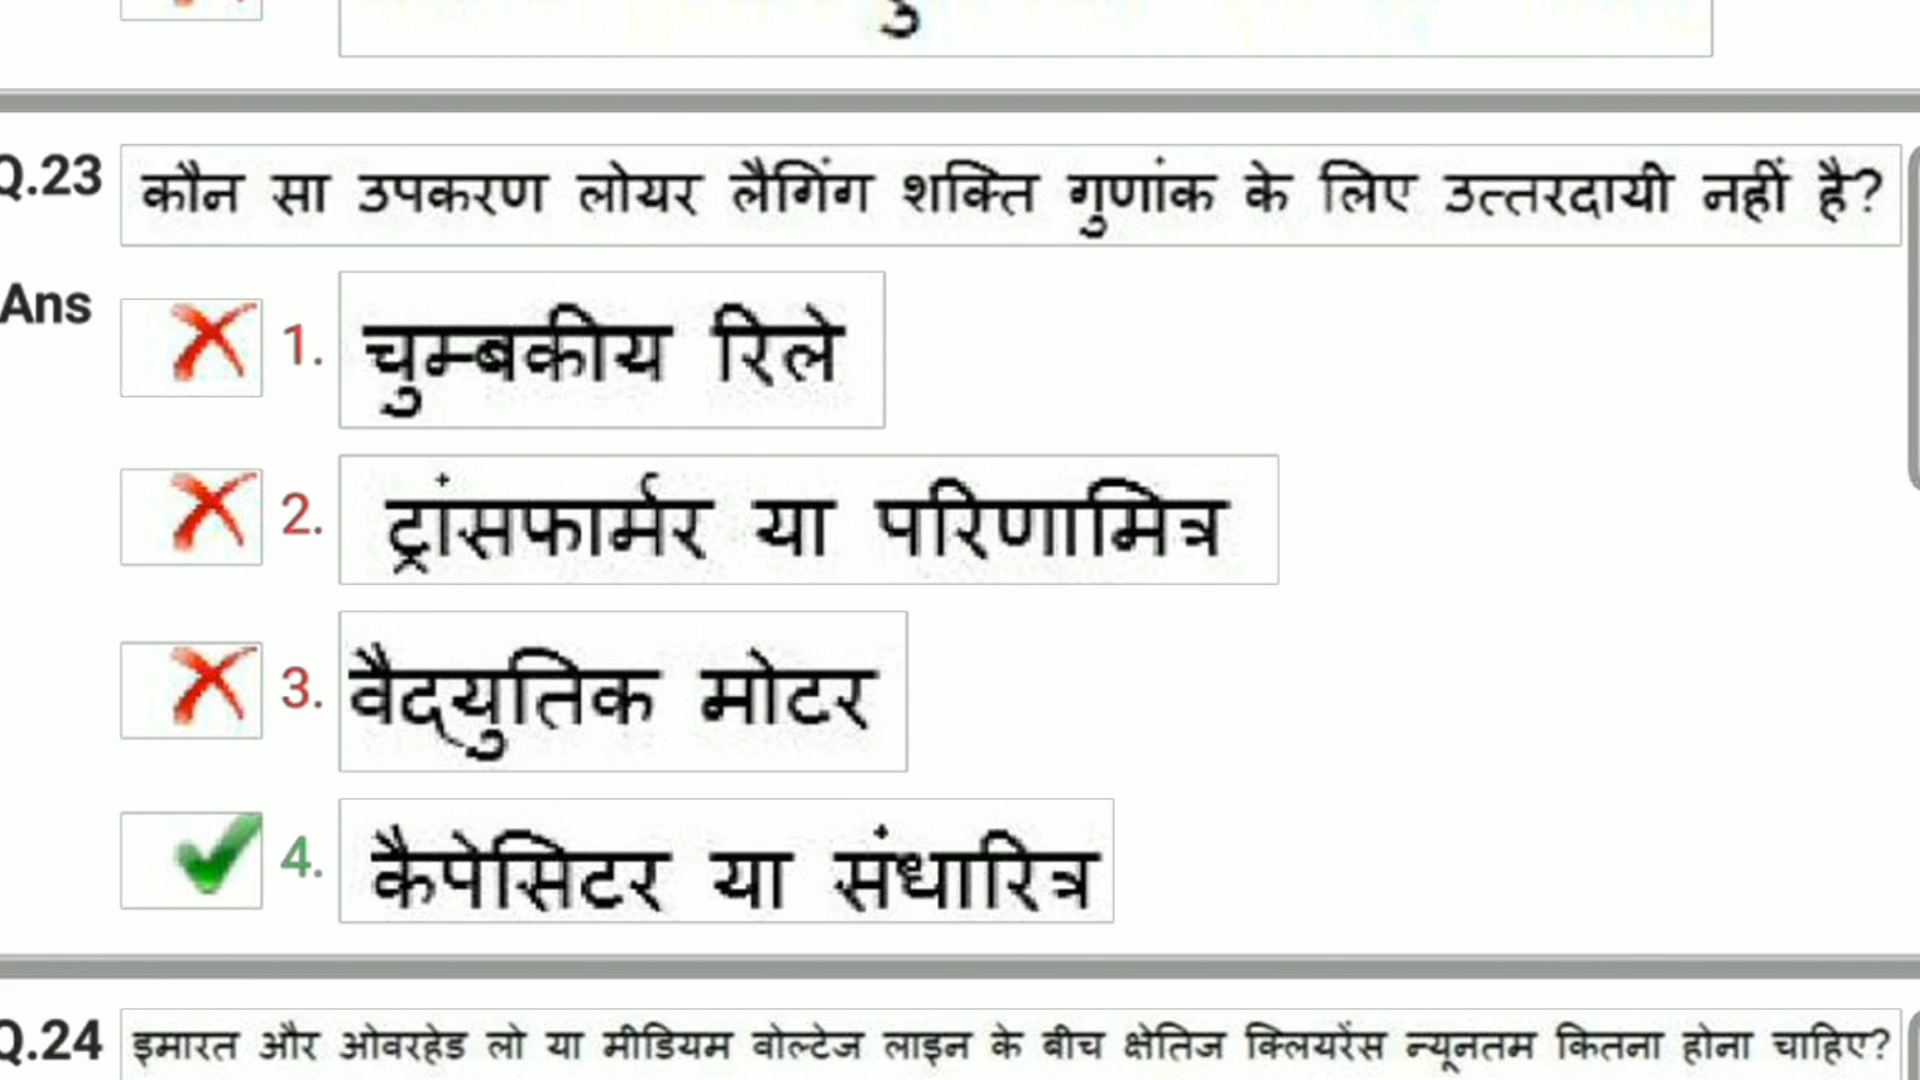 Q.23 कौन सा उपकरण लोयर लैगिंग शक्ति गुणांक के लिए उत्तरदायी नहीं है?
Ans 1. चुम्बकीय रिले
2. ट्रांसफार्मर या परिणामित्र
3. वैद्युतिक मोटर
4. कैपेसिटर या संधारित्र
Q.24 इमारत और ओवरहेड लो या मीडियम वोल्टेज लाइन के बीच क्षेतिज क्लियरेंस न्यूनतम कितना होना चाहिए?